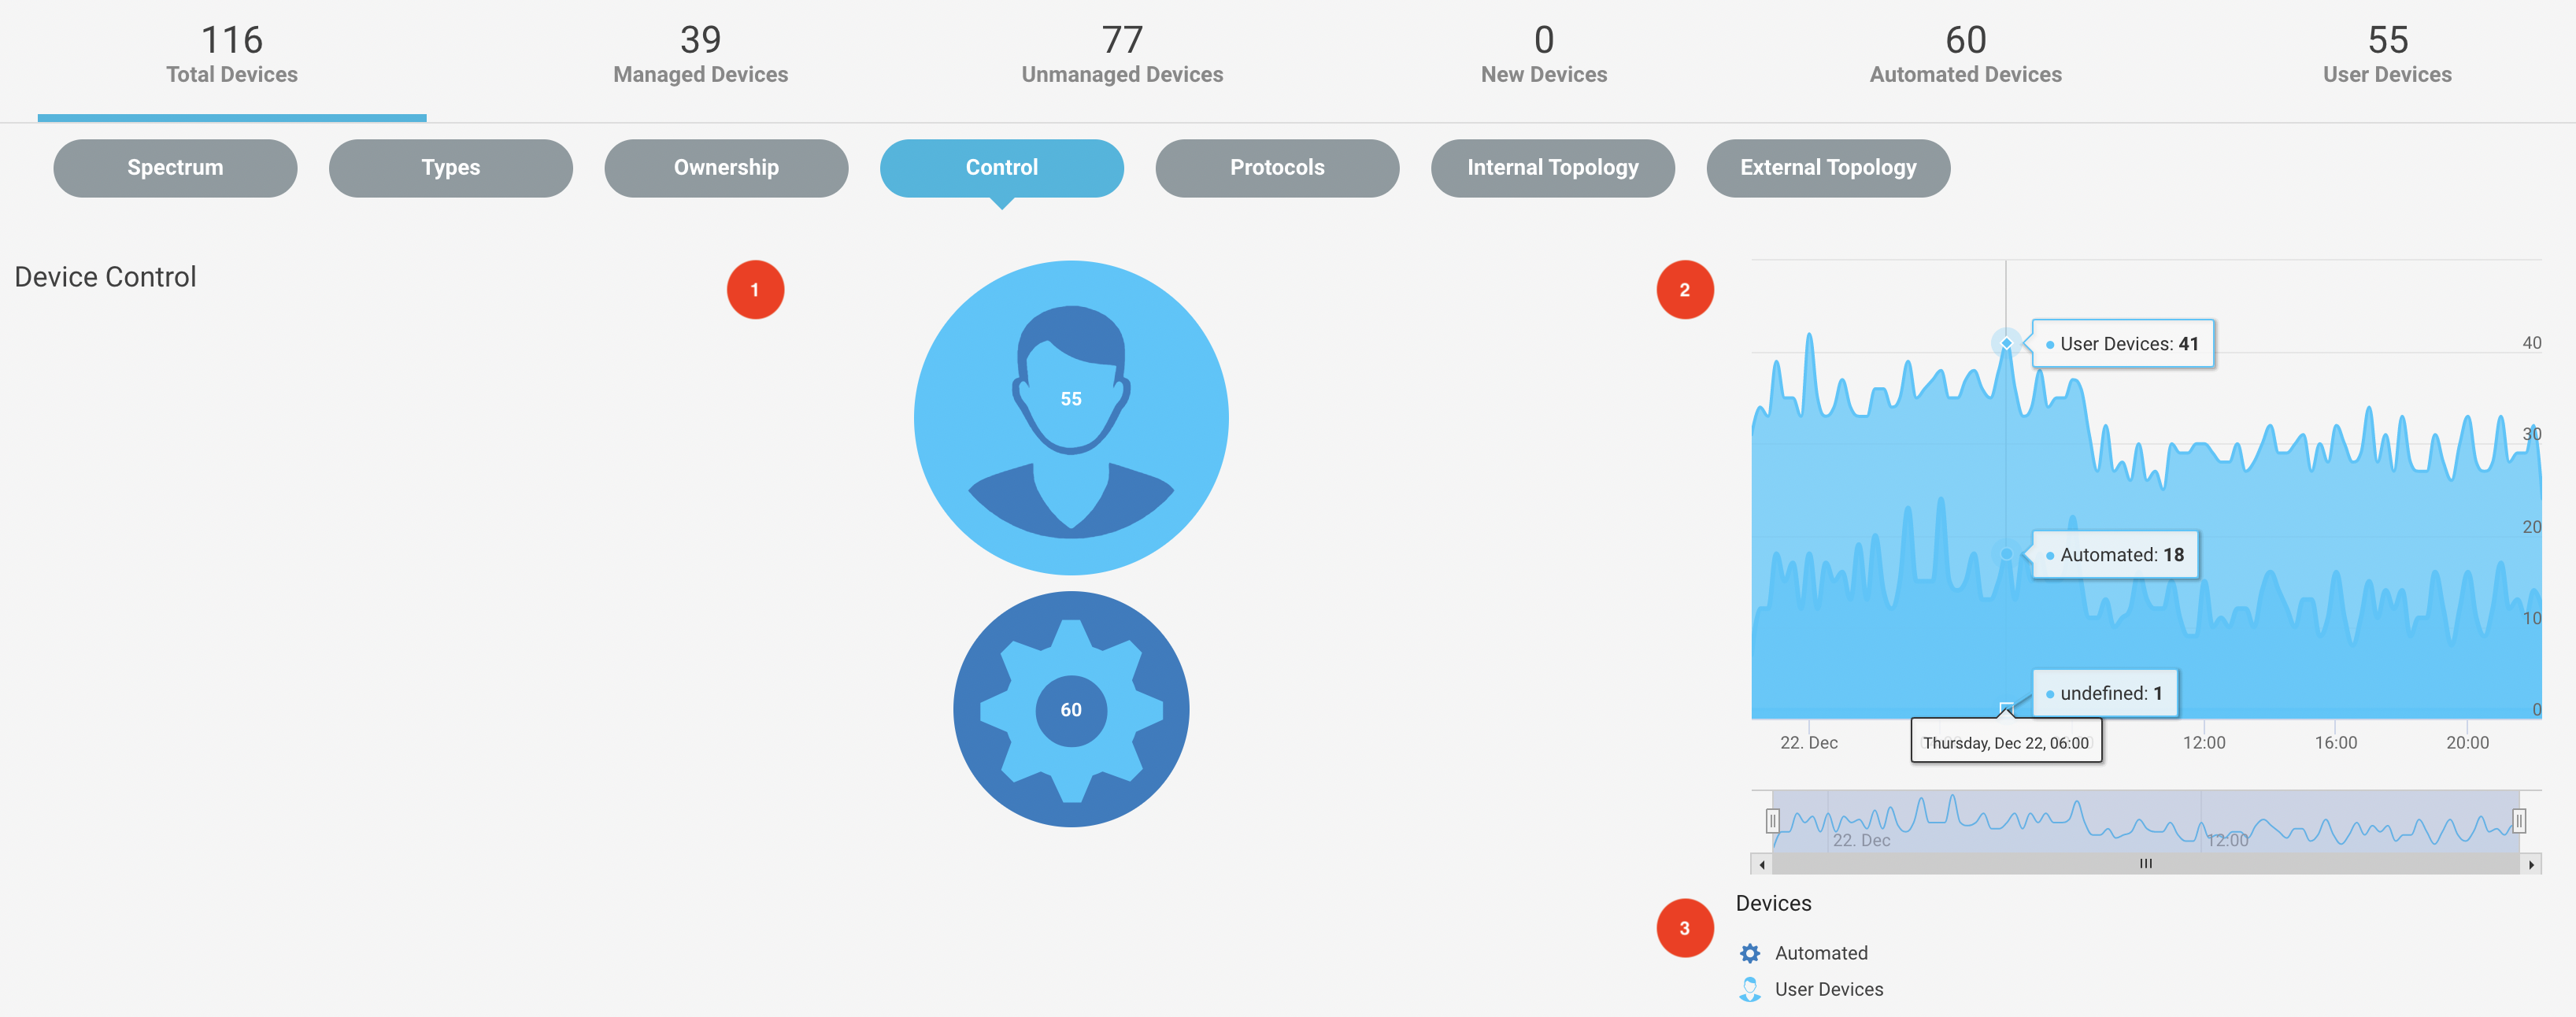 116
Total Devices
39
Managed Devices
77
Unmanaged Devices
0
New Devices
60
Automated Devices
55
User Devices
Spectrum
Types
Ownership
Control
Protocols
Internal Topology
External Topology
Device Control
1
55
60
2
User Devices: 41
Automated: 18
undefined: 1
40
30
20
10
0
22. Dec
Thursday, Dec 22, 06:00
12:00
16:00
20:00
22. Dec
12:00
3
Devices
Automated
User Devices